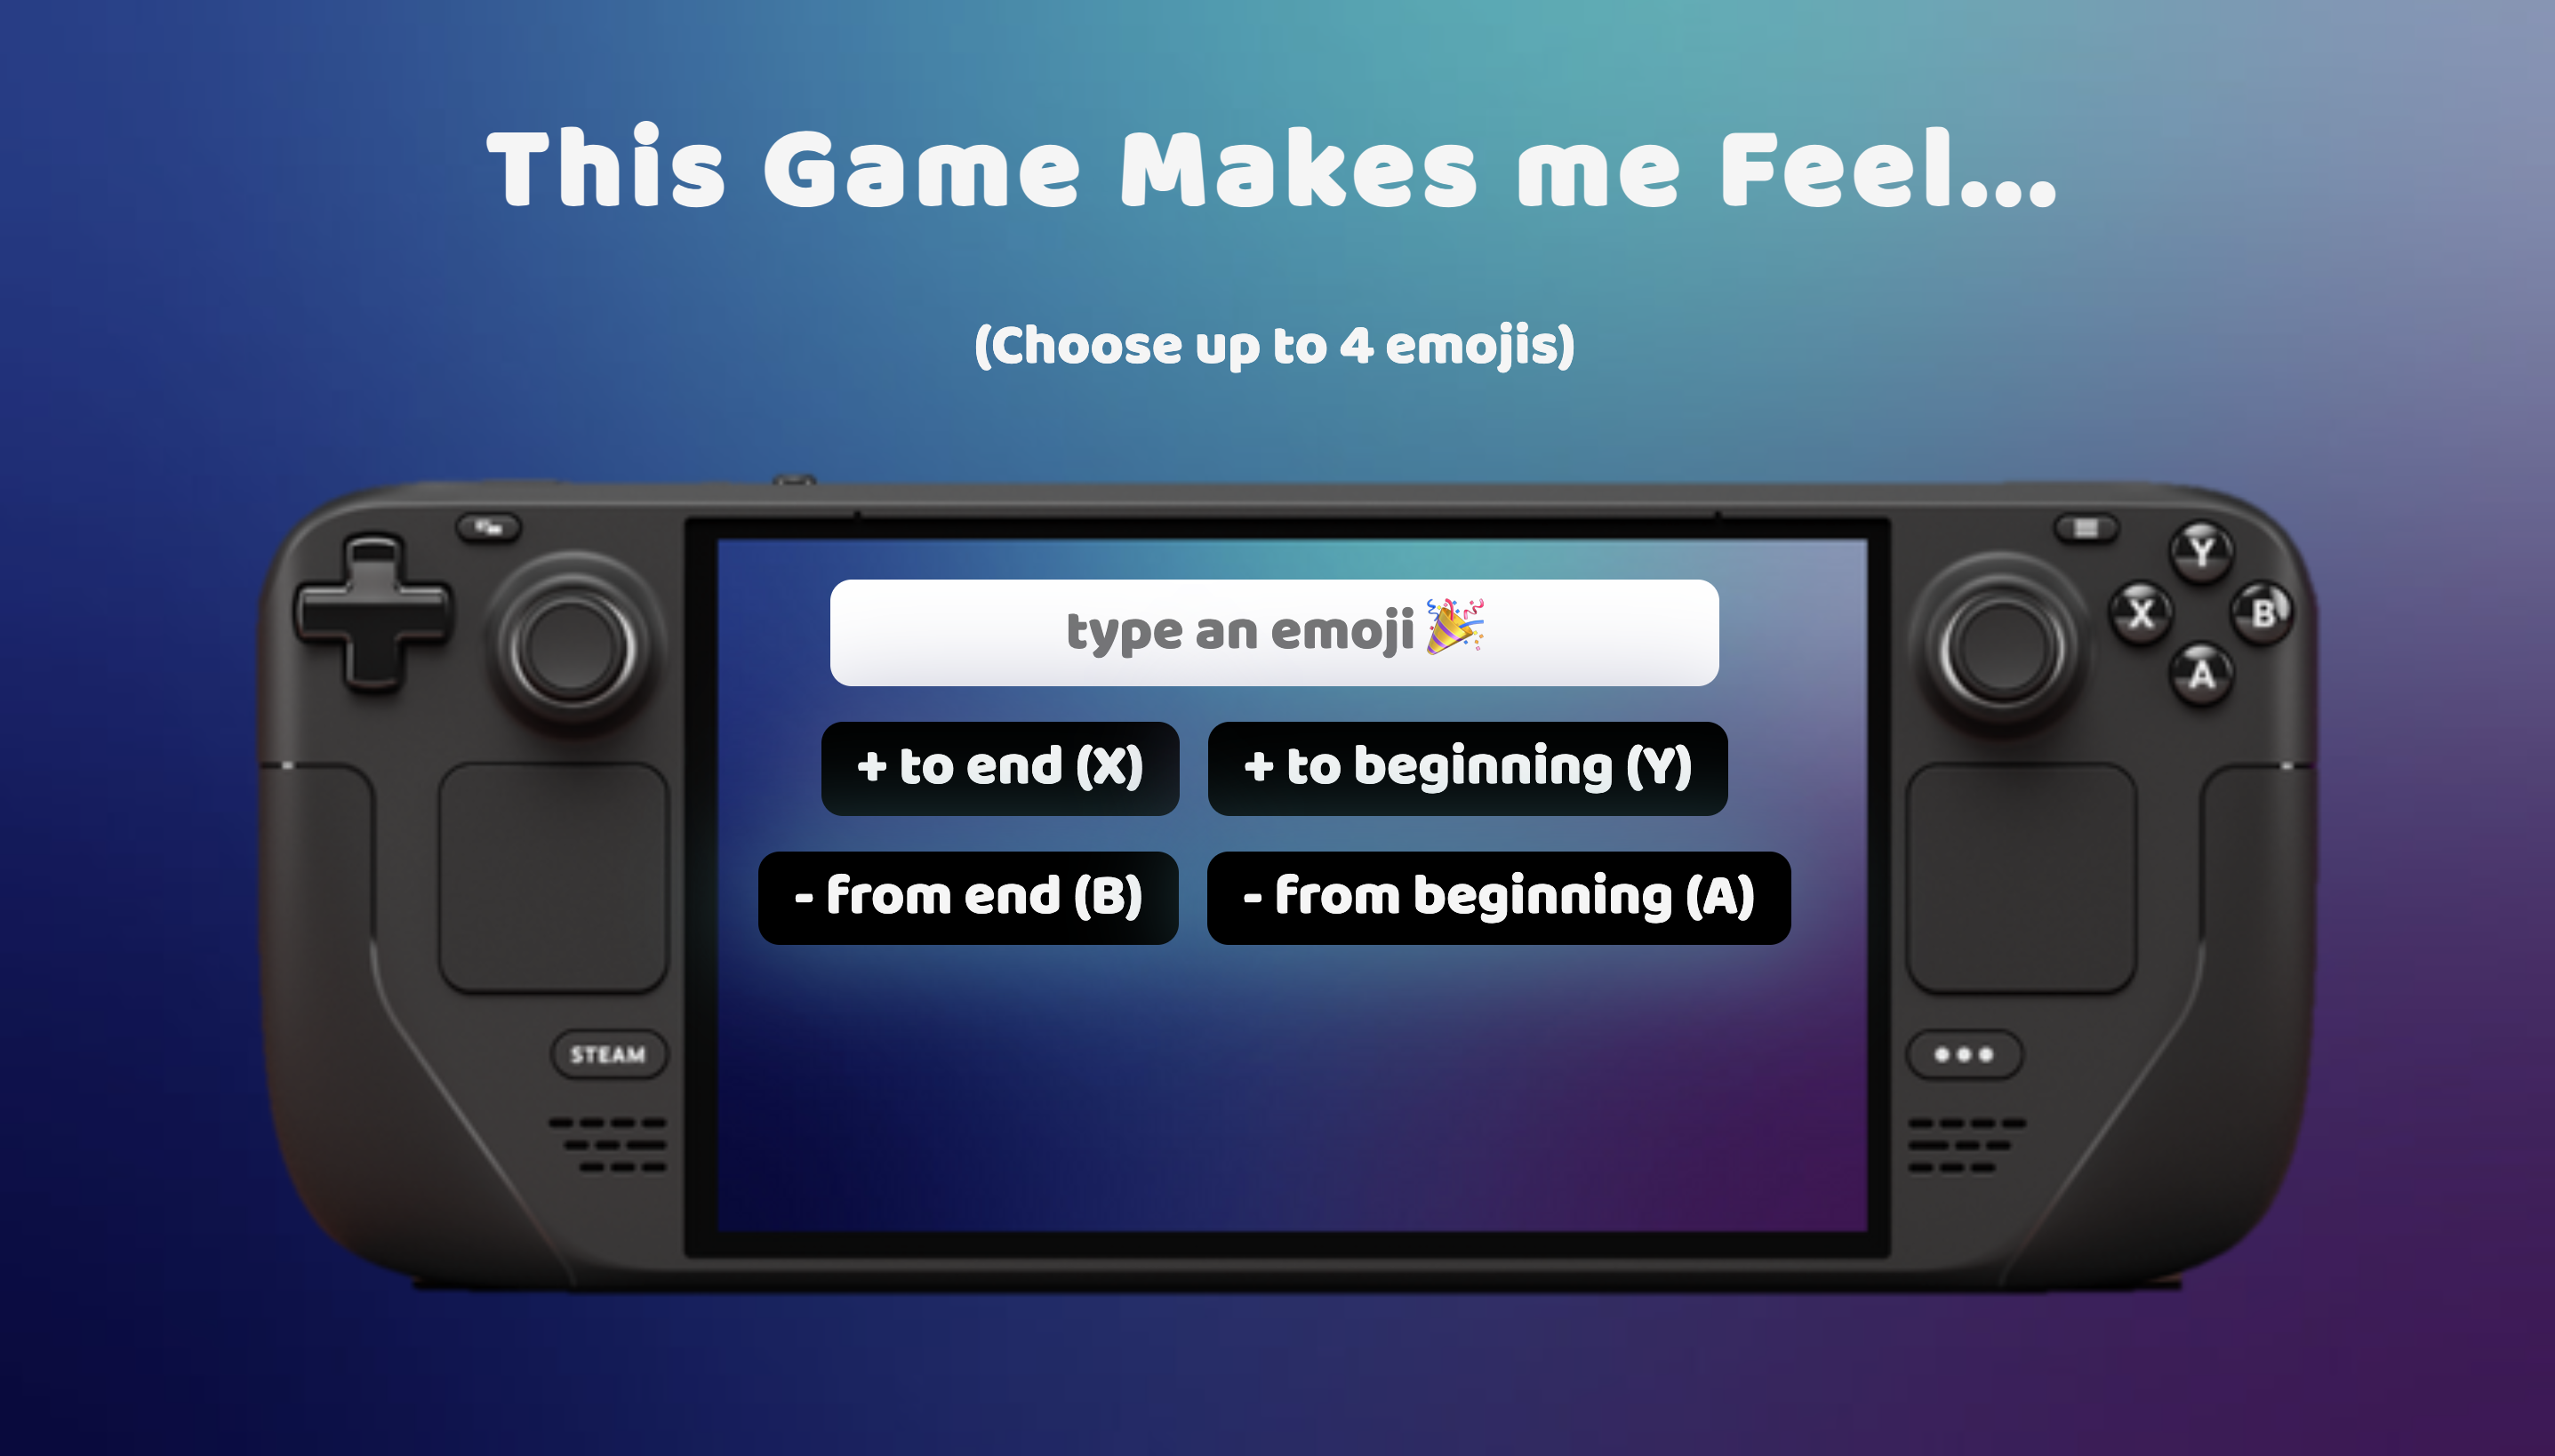 This Game Makes me Feel...
(Choose up to 4 emojis)
type an emoji 🎉
+ to end (X)
+ to beginning (Y)
- from end (B)
- from beginning (A)
Y
X
B
A
STEAM